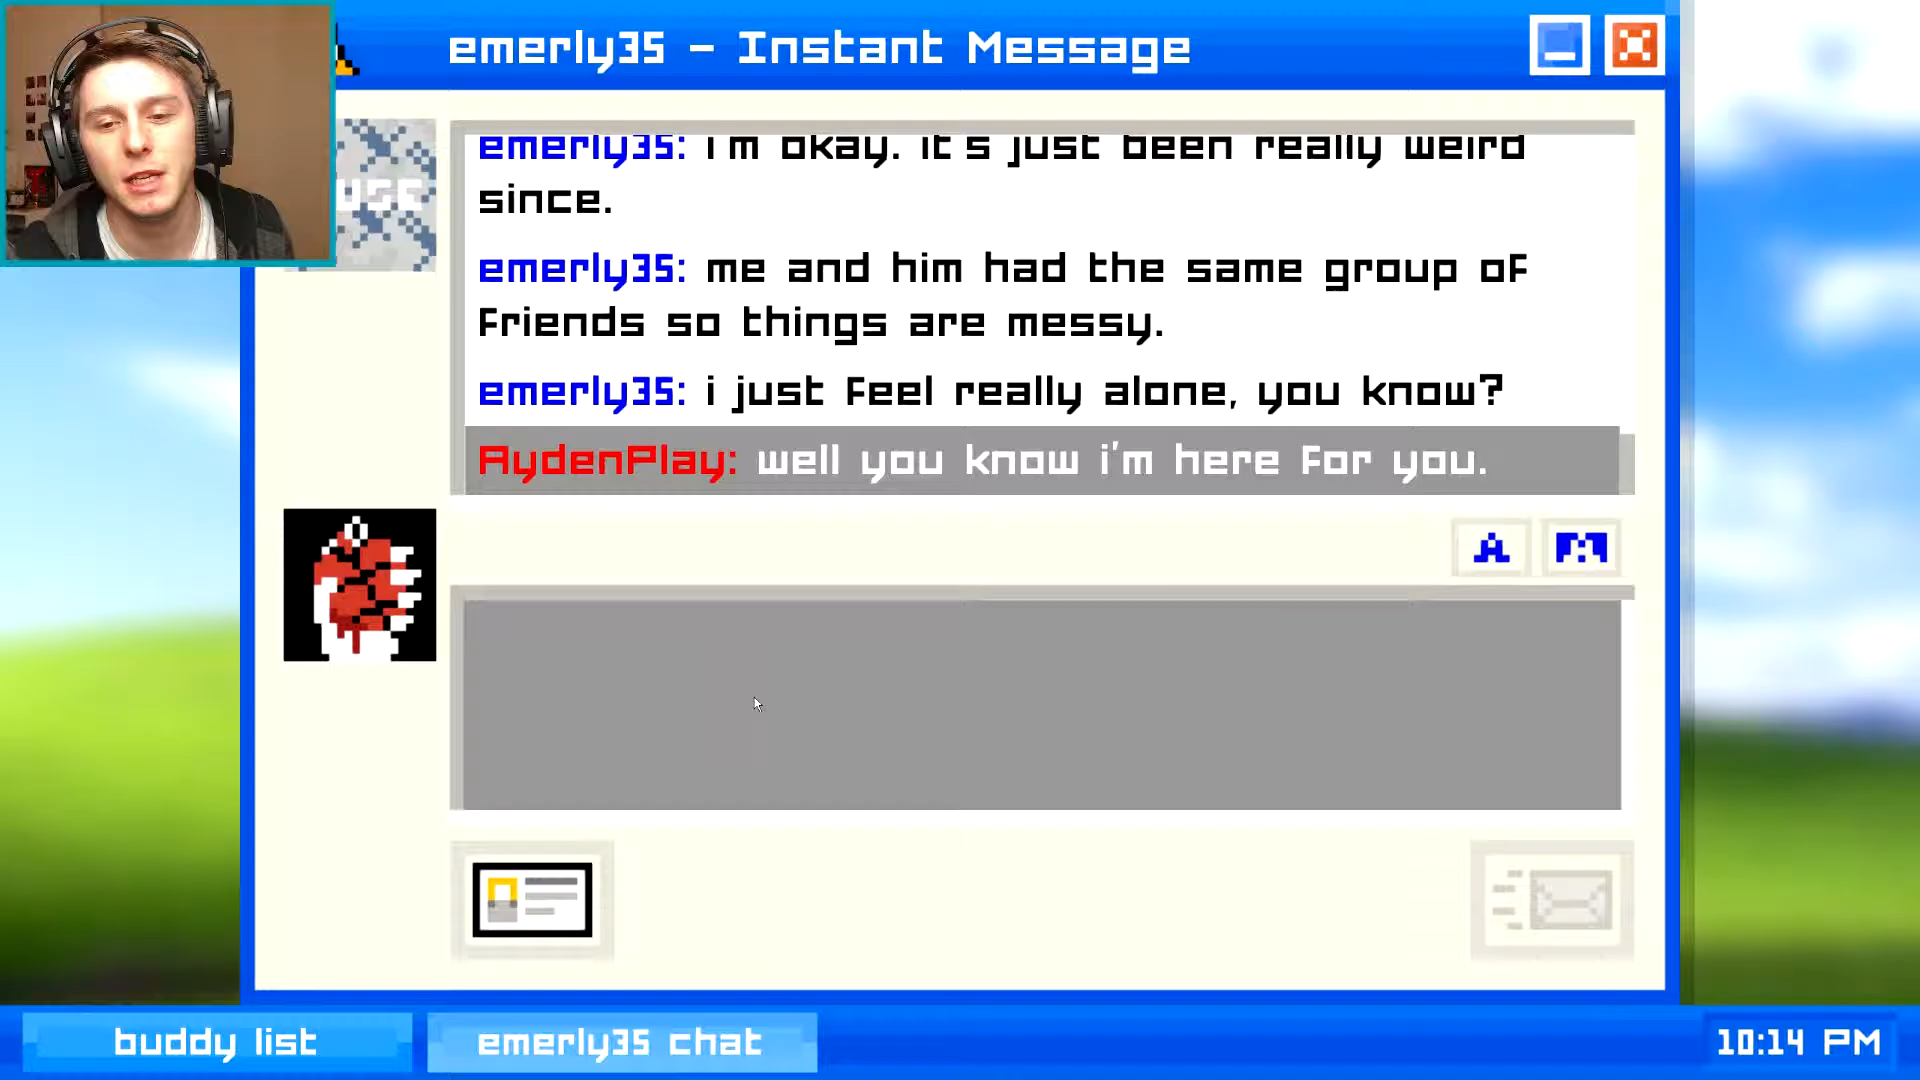 emerly35 - Instant Message
emerly35: i'm okay. it's just been really weird
since.
emerly35: me and him had the same group of
friends so things are messy.
emerly35: i just feel really alone, you know?
AydenPlay: well you know i'm here for you.
A
buddy list
emerly35 chat
10:14 PM